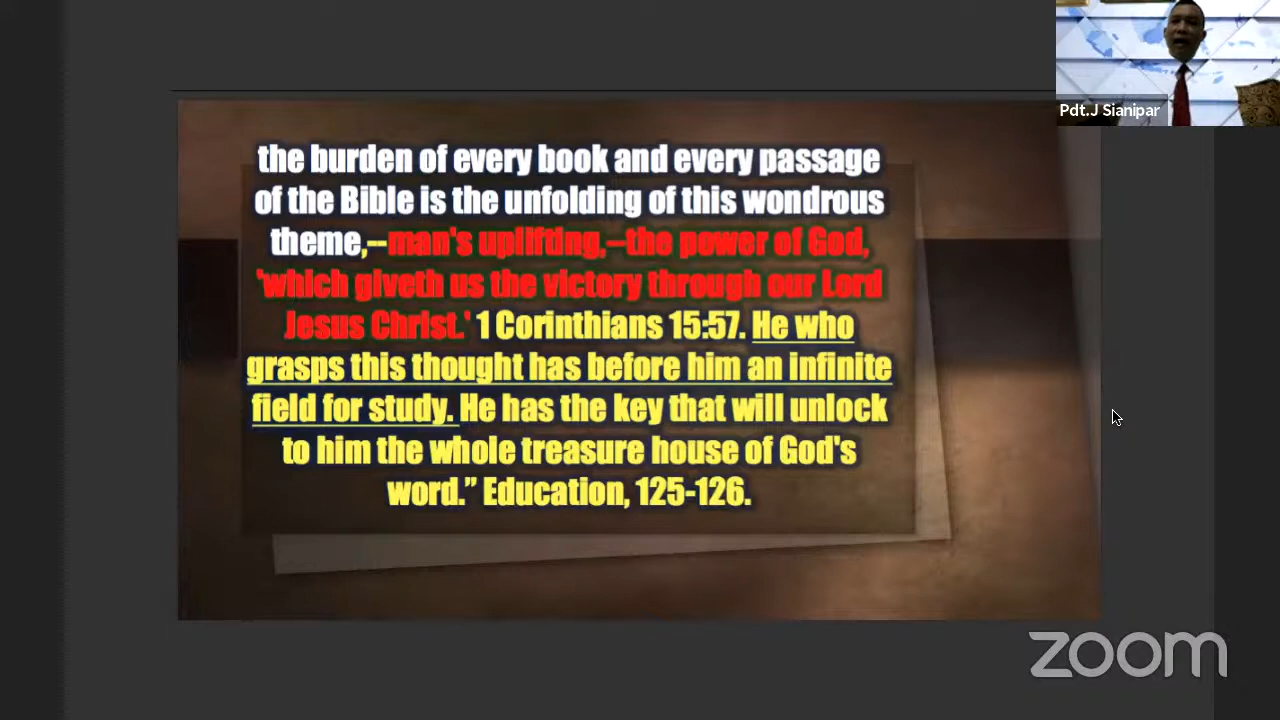 Pdt.J Sianipar
the burden of every book and every passage
of the Bible is the unfolding of this wondrous
theme,--man's uplifting,--the power of God,
'which giveth us the victory through our Lord
Jesus Christ.' 1 Corinthians 15:57. He who
grasps this thought has before him an infinite
field for study. He has the key that will unlock
to him the whole treasure house of God's
word.” Education, 125-126.
zoom